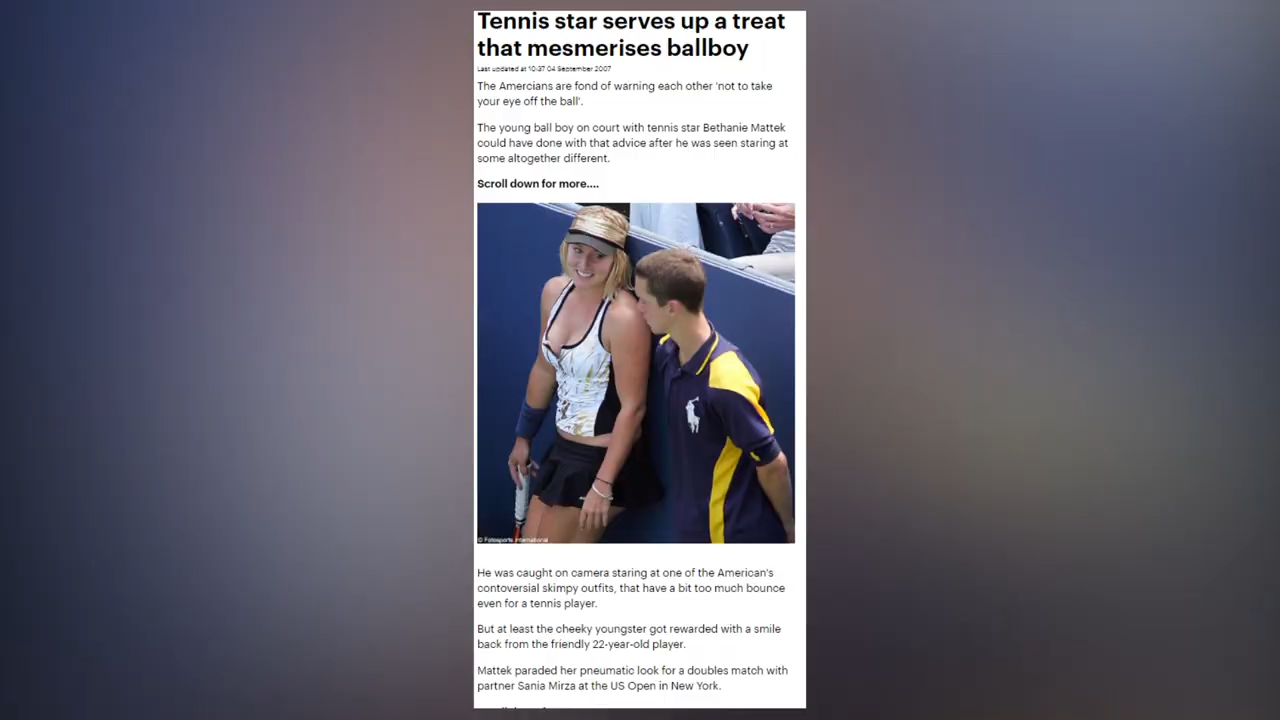 Tennis star serves up a treat
that mesmerises ballboy
Last updated at 10:37 04 September 2007
The Amercians are fond of warning each other 'not to take
your eye off the ball'.
The young ball boy on court with tennis star Bethanie Mattek
could have done with that advice after he was seen staring at
some altogether different.
Scroll down for more....
© Fotosports International
He was caught on camera staring at one of the American's
contoversial skimpy outfits, that have a bit too much bounce
even for a tennis player.
But at least the cheeky youngster got rewarded with a smile
back from the friendly 22-year-old player.
Mattek paraded her pneumatic look for a doubles match with
partner Sania Mirza at the US Open in New York.